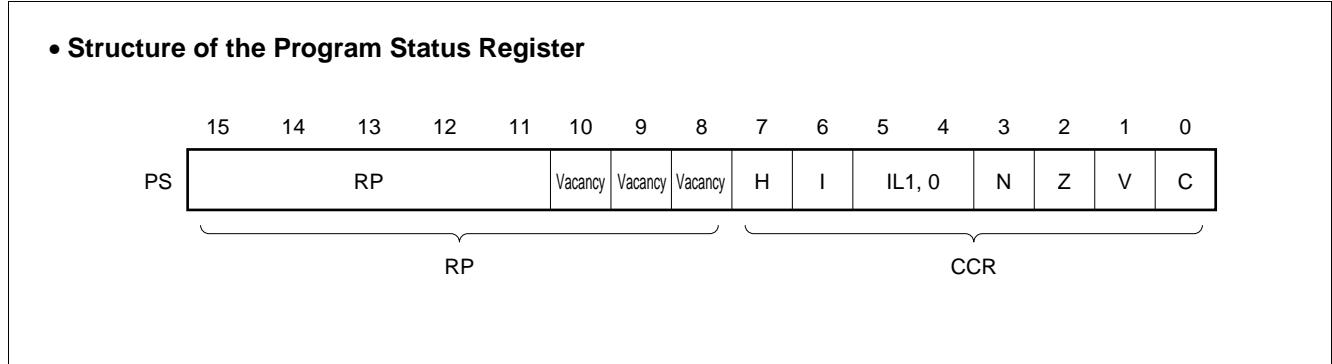 • Structure of the Program Status Register
15 14 13 12 11 10 9 8 7 6 5 4 3 2 1 0
PS RP Vacancy Vacancy Vacancy H I IL1, 0 N Z V C
RP CCR